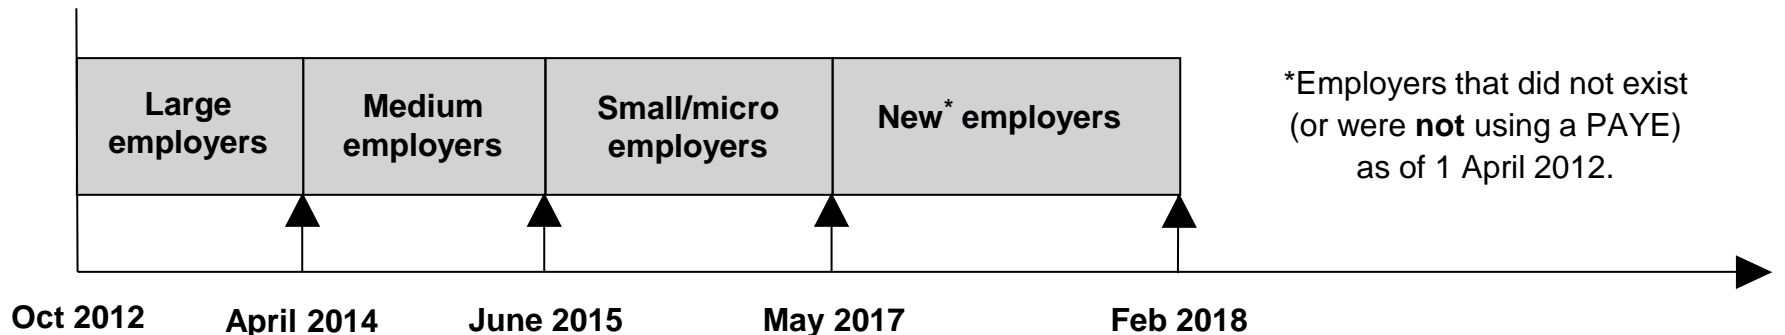 Large
employers
Medium
employers
Small/micro
employers
New* employers
*Employers that did not exist
(or were not using a PAYE)
as of 1 April 2012.
Oct 2012
April 2014
June 2015
May 2017
Feb 2018